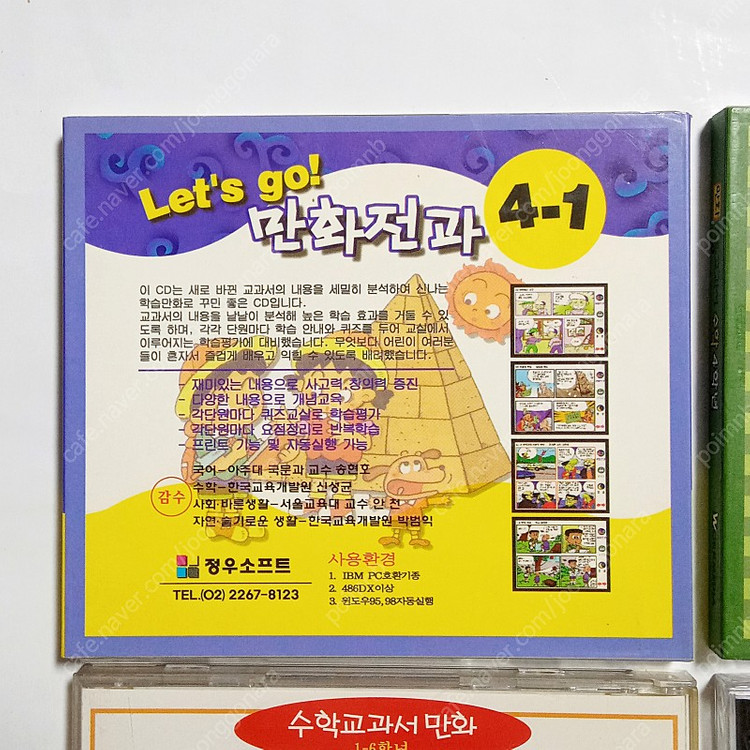 Let's go!
만화전과
4-1
이 CD는 새로 바뀐 교과서의 내용을 세밀히 분석하여 신나는
학습만화로 꾸민 좋은 CD입니다.
교과서의 내용을 낱낱이 분석해 높은 학습 효과를 거둘 수 있
도록 하며, 각각 단원마다 학습 안내와 퀴즈를 두어 교실에서
이루어지는 학습평가에 대비했습니다. 무엇보다 어린이 여러분
들이 혼자서 즐겁게 배우고 익힐 수 있도록 배려했습니다.
- 재미있는 내용으로 사고력,창의력 증진
- 다양한 내용으로 개념교육
- 각단원마다 퀴즈교실로 학습평가
- 각단원마다 요점정리로 반복학습
- 프린트 기능 및 자동실행 가능
감수
국어-아주대 국문과 교수 송현호
수학-한국교육개발원 신성균
사회·바른생활-서울교육대 교수 안 천
자연·슬기로운 생활-한국교육개발원 박범익
정우소프트
TEL.(O2) 2267-8123
사용환경
1. IBM PC호환기종
2. 486DX이상
3. 윈도우95,98자동실행
수학교과서 만화
1-6학년
cafe.naver.com/joonggonara
poimnb